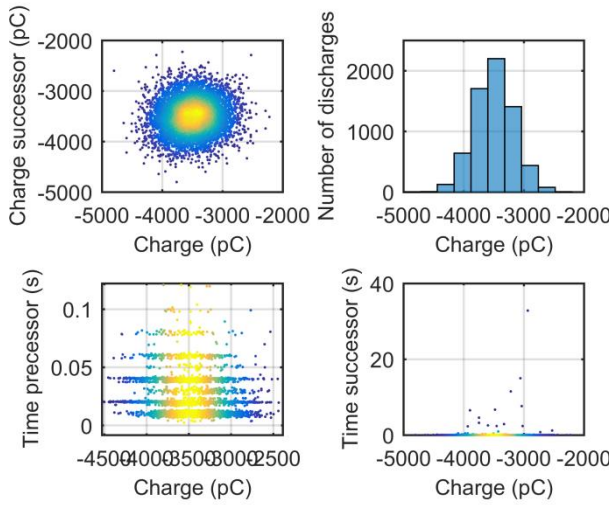 Charge successor (pC)
-2000
-3000
-4000
-5000
-5000 -4000 -3000 -2000
Charge (pC)
Number of discharges
2000
1000
0
-5000 -4000 -3000 -2000
Charge (pC)
Time precessor (s)
0.1
0.05
0
-4500 -4000 -3500 -3000 -2500
Charge (pC)
Time successor (s)
40
20
0
-5000 -4000 -3000 -2000
Charge (pC)